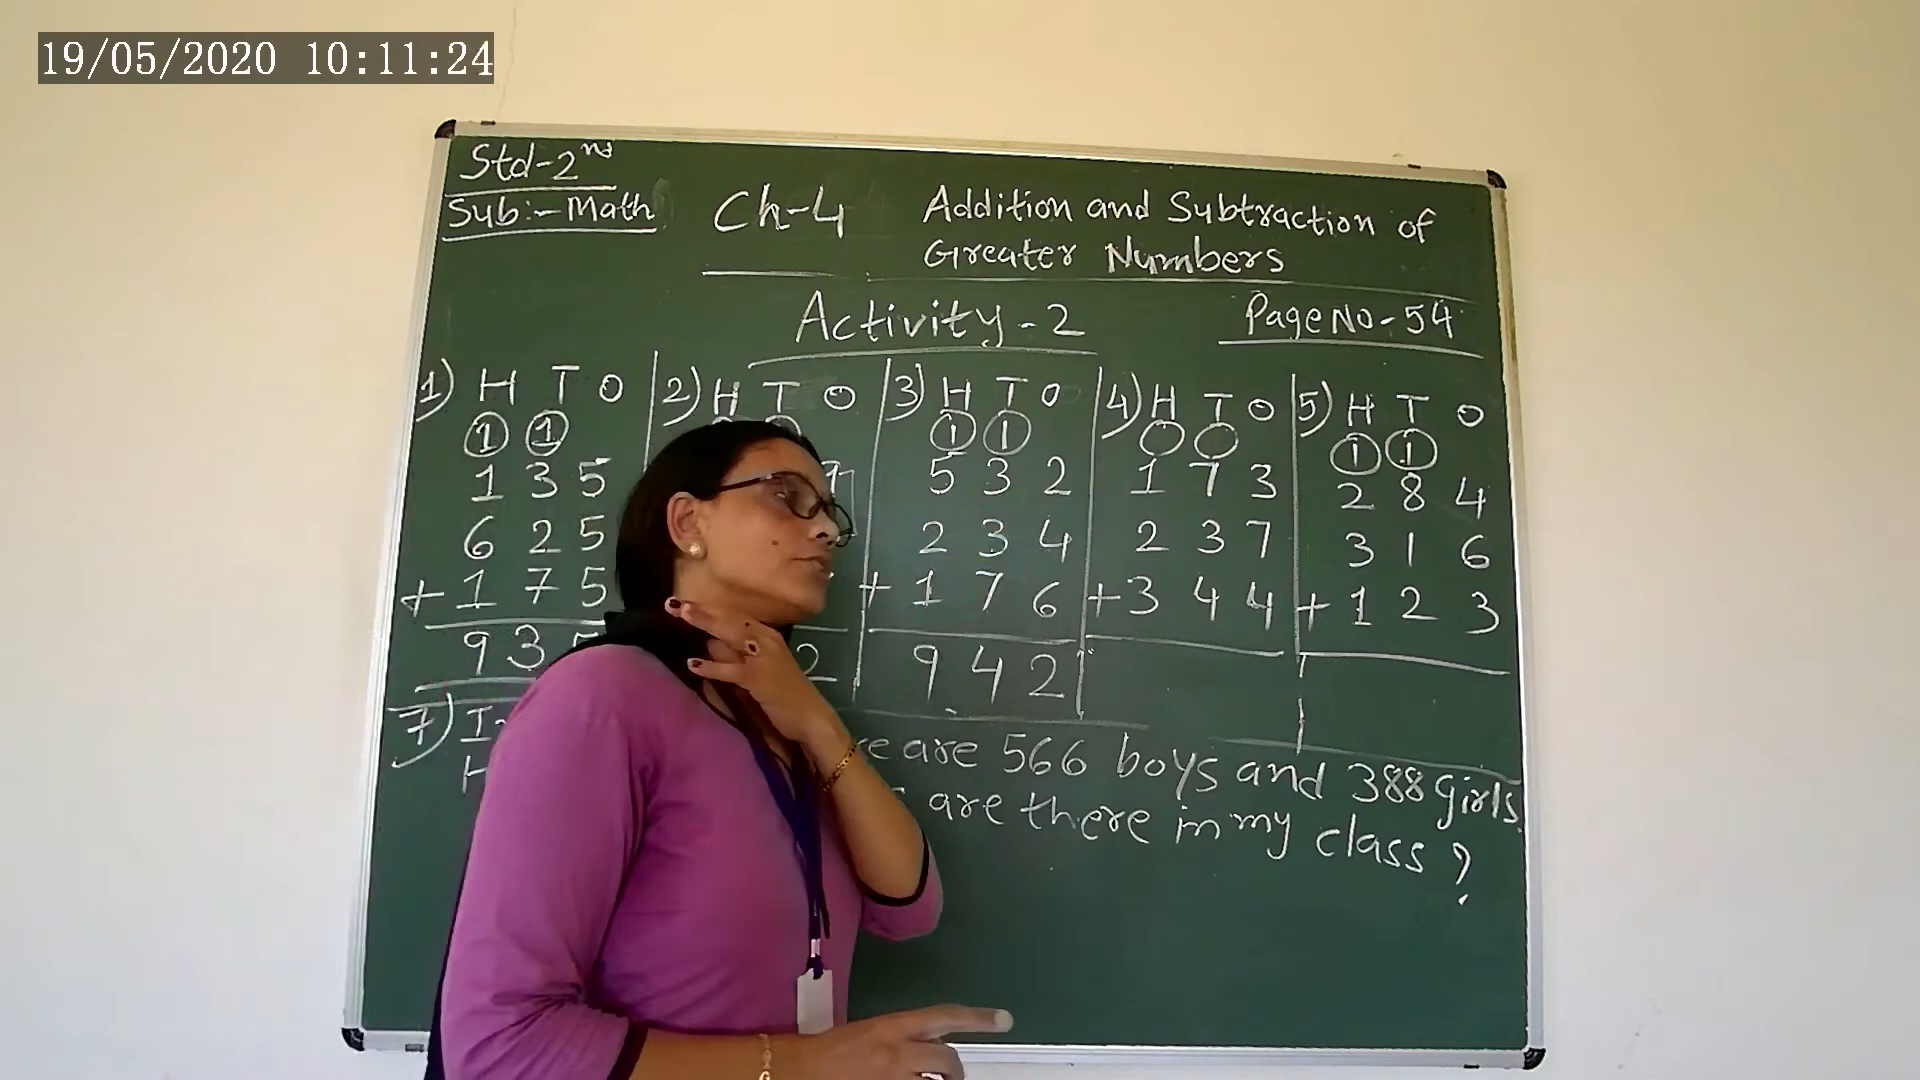 19/05/2020 10:11:24
Std-2nd
Sub:- Math
Ch-4 Addition and Subtraction of
Greater Numbers
Activity-2 Page No-54
1) H T O 2) H T O 3) H T O 4) H T O 5) H T O
1 1 1 1 1 1
1 3 5 5 3 2 1 7 3 2 8 4
6 2 5 2 3 4 2 3 7 3 1 6
+ 1 7 5 + 1 7 6 + 3 4 4 + 1 2 3
9 3 2 9 4 2
7) are 566 boys and 388 girls.
are there in my class ?